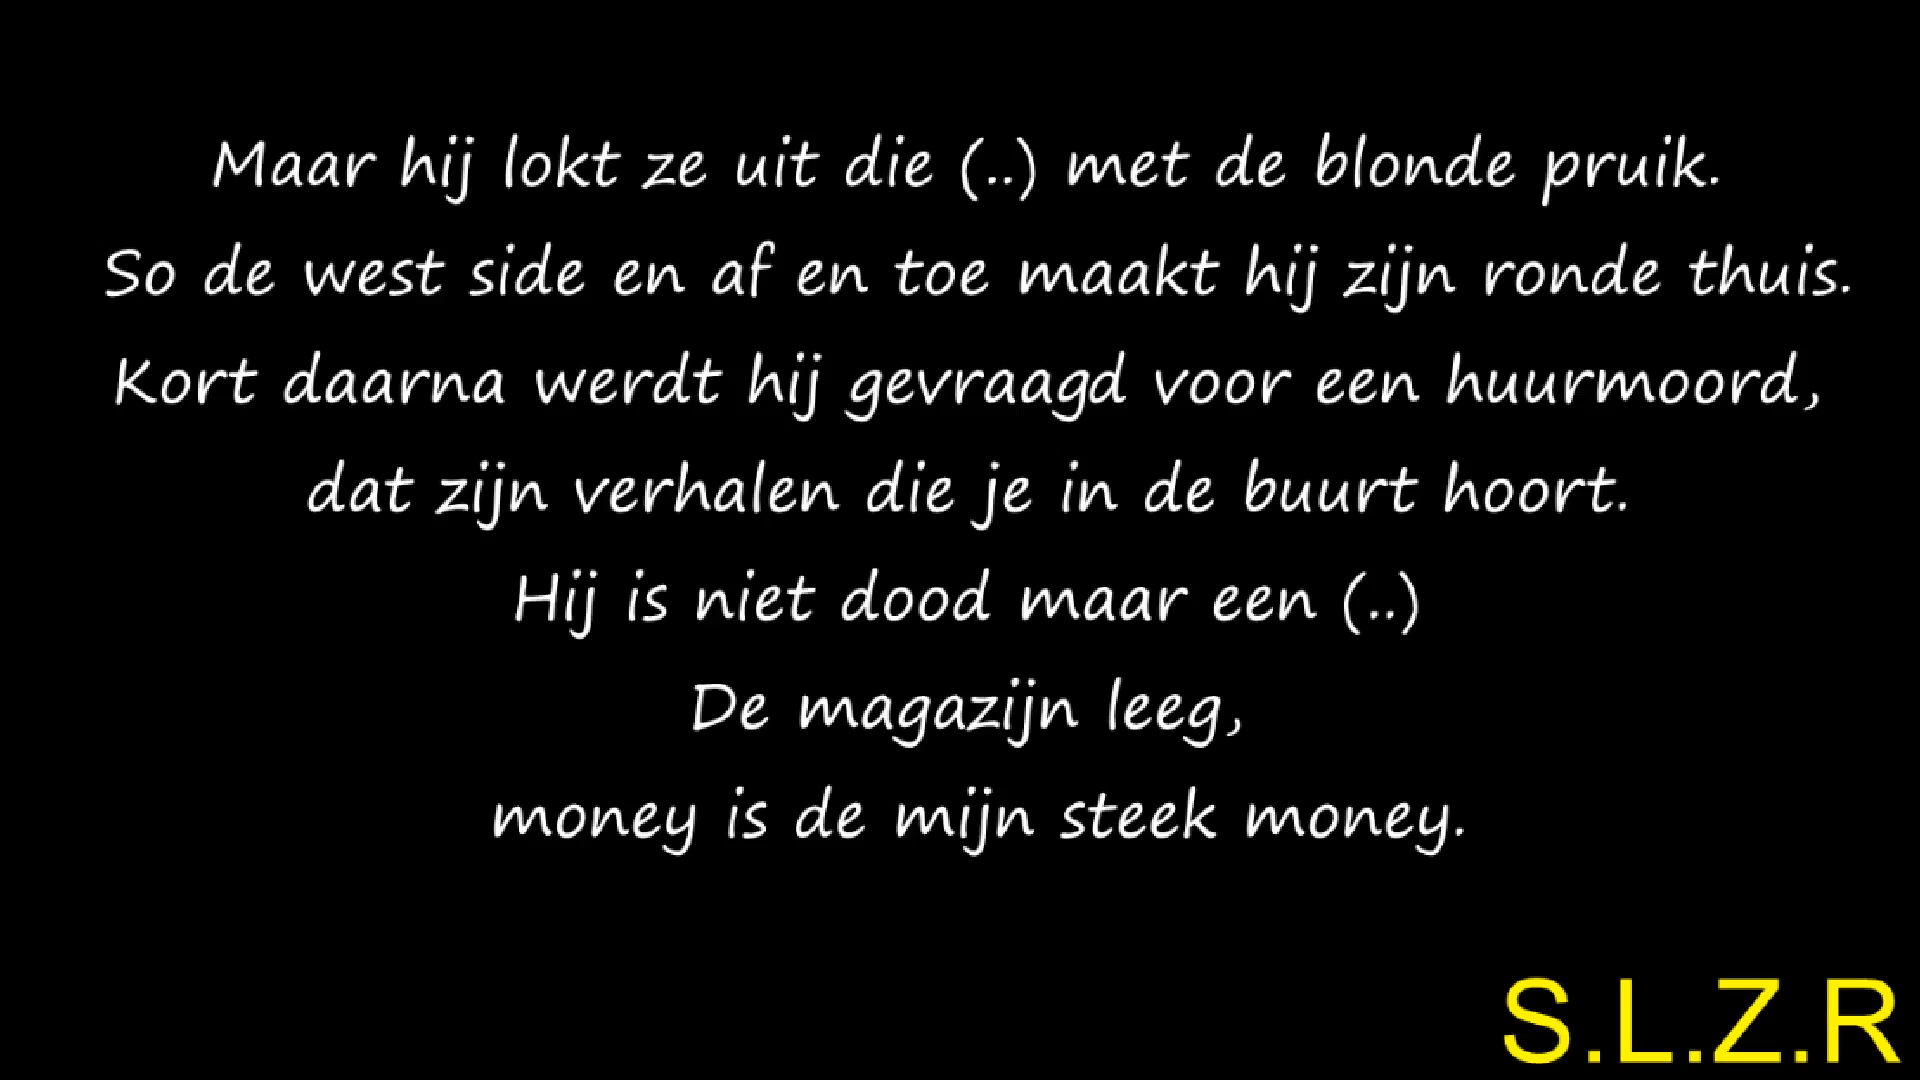 Maar hij lokt ze uit die (..) met de blonde pruik.
So de west side en af en toe maakt hij zijn ronde thuis.
Kort daarna werdt hij gevraagd voor een huurmoord,
dat zijn verhalen die je in de buurt hoort.
Hij is niet dood maar een (..)
De magazijn leeg,
money is de mijn steek money.
S.L.Z.R